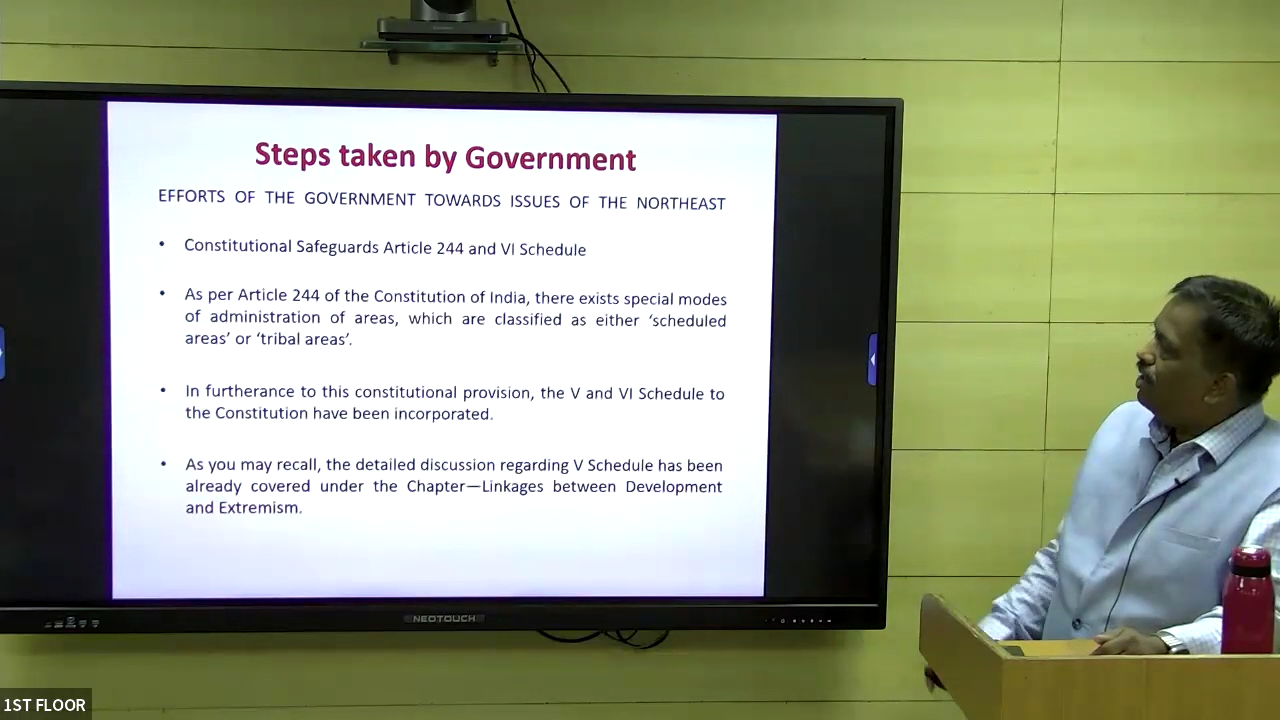 Steps taken by Government
EFFORTS OF THE GOVERNMENT TOWARDS ISSUES OF THE NORTHEAST
• Constitutional Safeguards Article 244 and VI Schedule
• As per Article 244 of the Constitution of India, there exists special modes
of administration of areas, which are classified as either ‘scheduled
areas’ or ‘tribal areas’.
• In furtherance to this constitutional provision, the V and VI Schedule to
the Constitution have been incorporated.
• As you may recall, the detailed discussion regarding V Schedule has been
already covered under the Chapter—Linkages between Development
and Extremism.
NEOTOUCH
1ST FLOOR